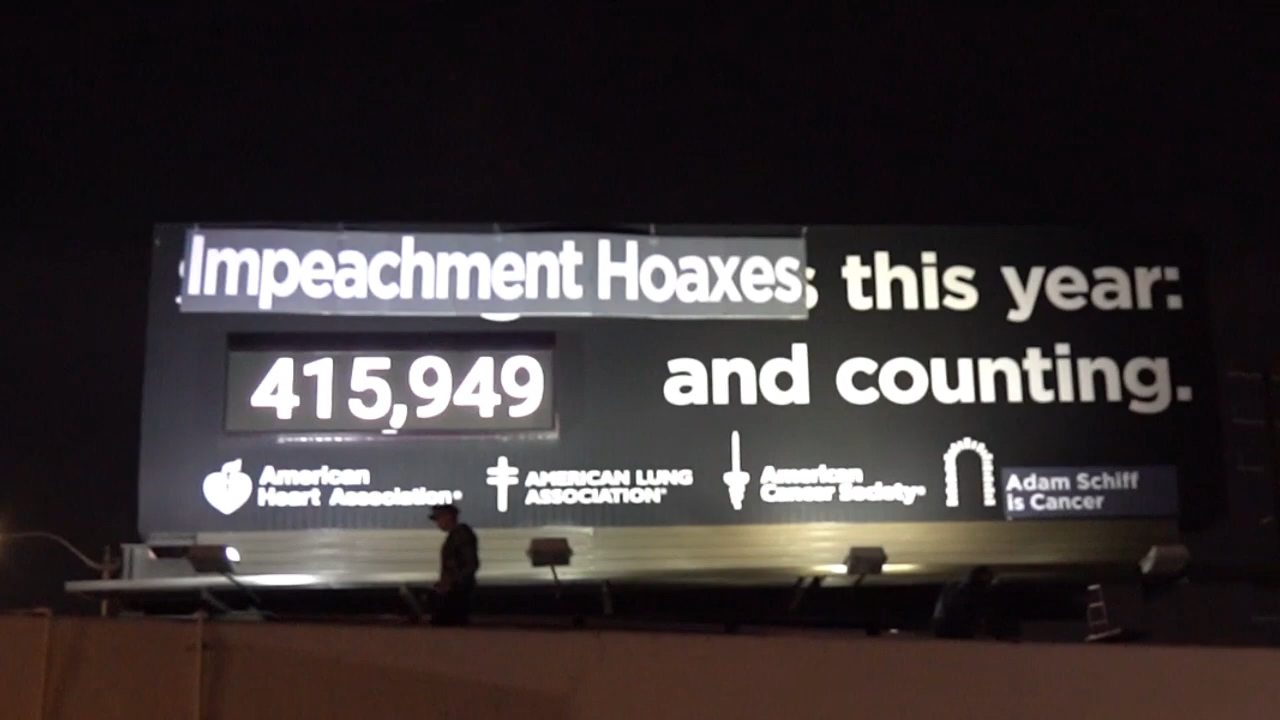 Impeachment Hoaxes this year:
415,949 and counting.
American
Heart Association®
AMERICAN LUNG
ASSOCIATION®
American
Cancer Society®
Adam Schiff
Is Cancer